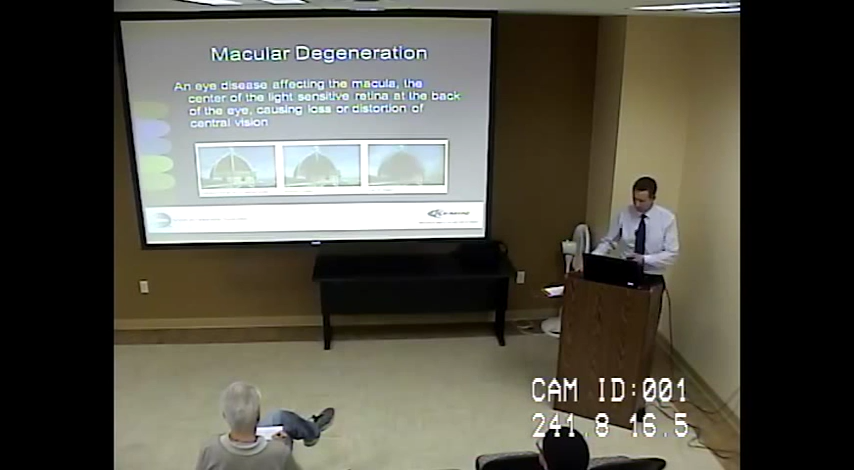 Macular Degeneration
An eye disease affecting the macula, the
center of the light sensitive retina at the back
of the eye, causing loss or distortion of
central vision
CAM ID:001
241.8 16.5